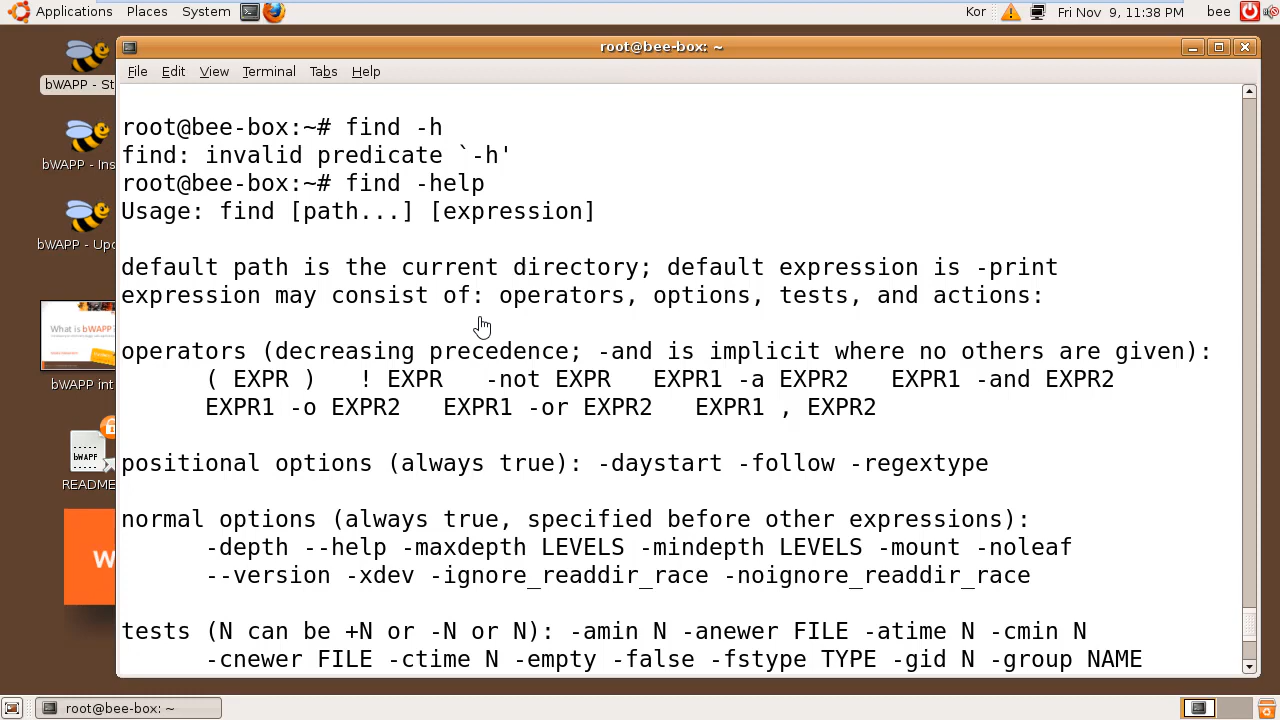 Applications Places System
Kor
Fri Nov 9, 11:38 PM
bee
root@bee-box: ~
File Edit View Terminal Tabs Help
bWAPP - St
bWAPP - Ins
bWAPP - Upd
What is bWAPP?
bWAPP int
bWAPP
README
W
root@bee-box:~# find -h
find: invalid predicate `-h'
root@bee-box:~# find -help
Usage: find [path...] [expression]
default path is the current directory; default expression is -print
expression may consist of: operators, options, tests, and actions:
operators (decreasing precedence; -and is implicit where no others are given):
( EXPR )   ! EXPR   -not EXPR   EXPR1 -a EXPR2   EXPR1 -and EXPR2
EXPR1 -o EXPR2   EXPR1 -or EXPR2   EXPR1 , EXPR2
positional options (always true): -daystart -follow -regextype
normal options (always true, specified before other expressions):
-depth --help -maxdepth LEVELS -mindepth LEVELS -mount -noleaf
--version -xdev -ignore_readdir_race -noignore_readdir_race
tests (N can be +N or -N or N): -amin N -anewer FILE -atime N -cmin N
-cnewer FILE -ctime N -empty -false -fstype TYPE -gid N -group NAME
root@bee-box: ~